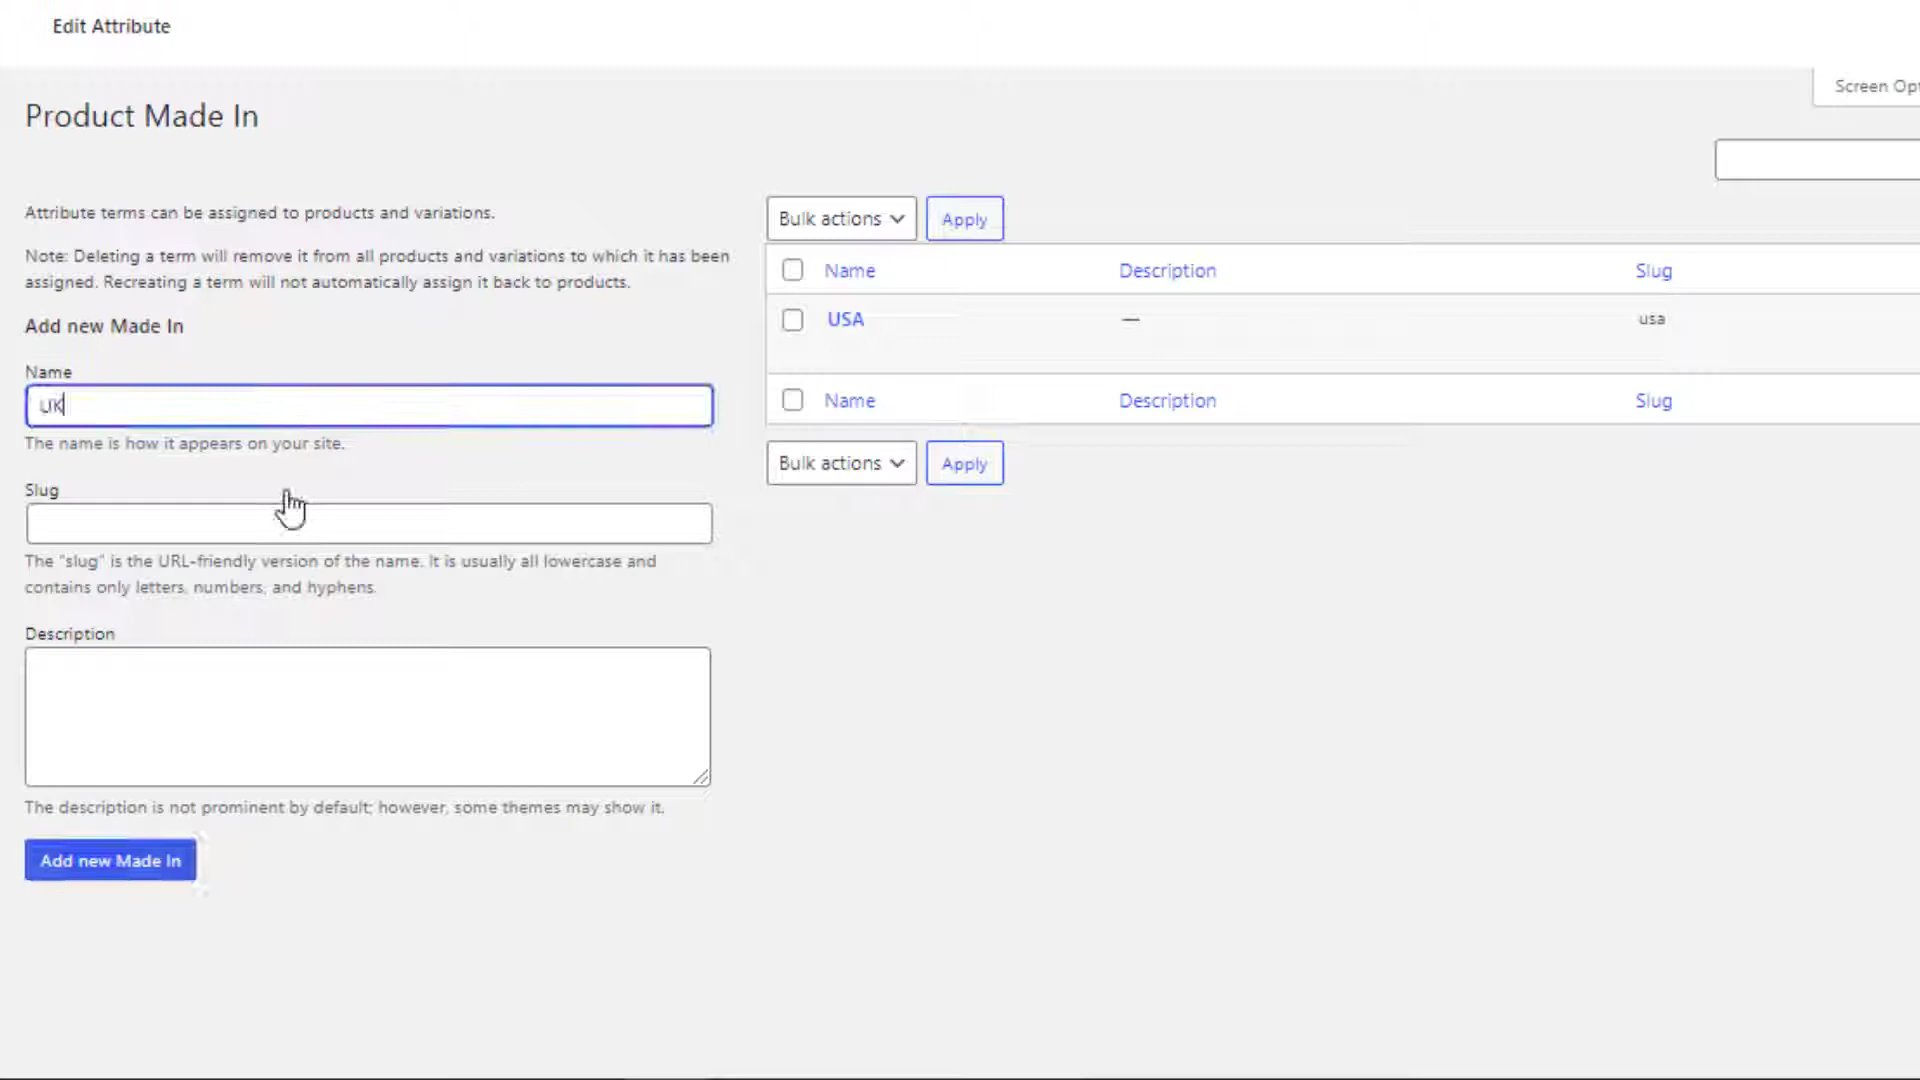 Edit Attribute
Screen Opt
Product Made In
Attribute terms can be assigned to products and variations.
Note: Deleting a term will remove it from all products and variations to which it has been
assigned. Recreating a term will not automatically assign it back to products.
Add new Made In
Name
UK
The name is how it appears on your site.
Slug
The "slug" is the URL-friendly version of the name. It is usually all lowercase and
contains only letters, numbers, and hyphens.
Description
The description is not prominent by default; however, some themes may show it.
Add new Made In
Bulk actions Apply
Name Description Slug
USA — usa
Name Description Slug
Bulk actions Apply